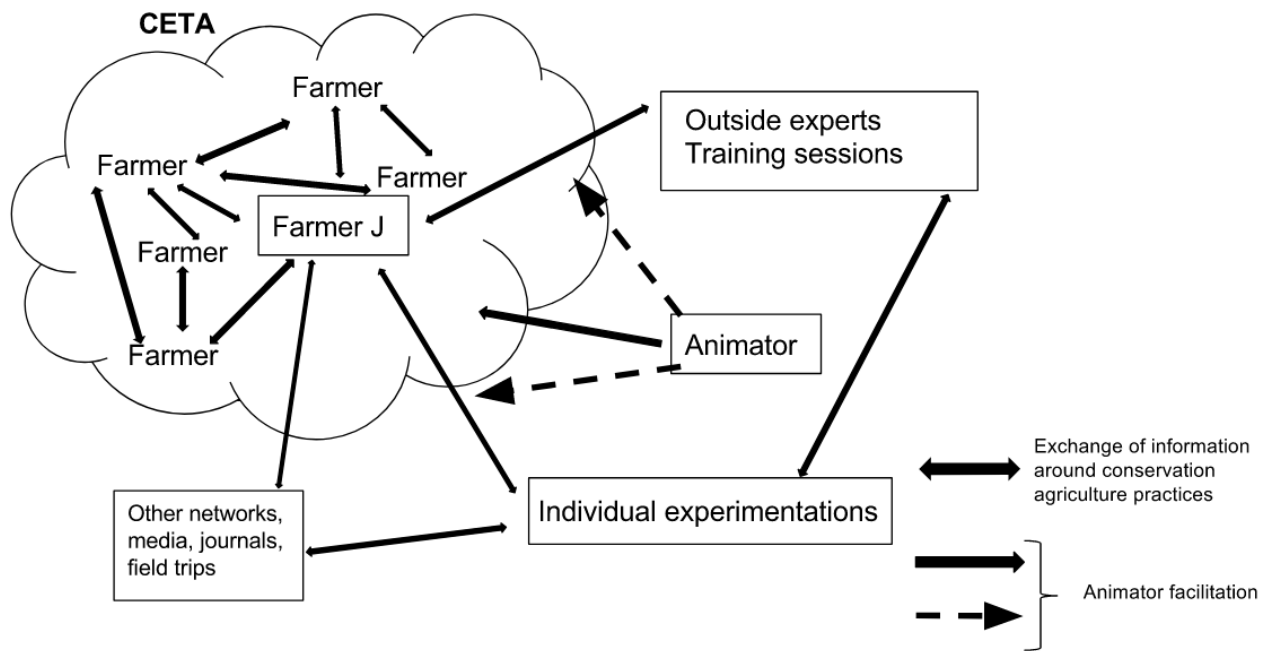 CETA
Farmer
Farmer
Farmer
Farmer J
Farmer
Farmer
Outside experts
Training sessions
Animator
Individual experimentations
Other networks,
media, journals,
field trips
Exchange of information
around conservation
agriculture practices
Animator facilitation